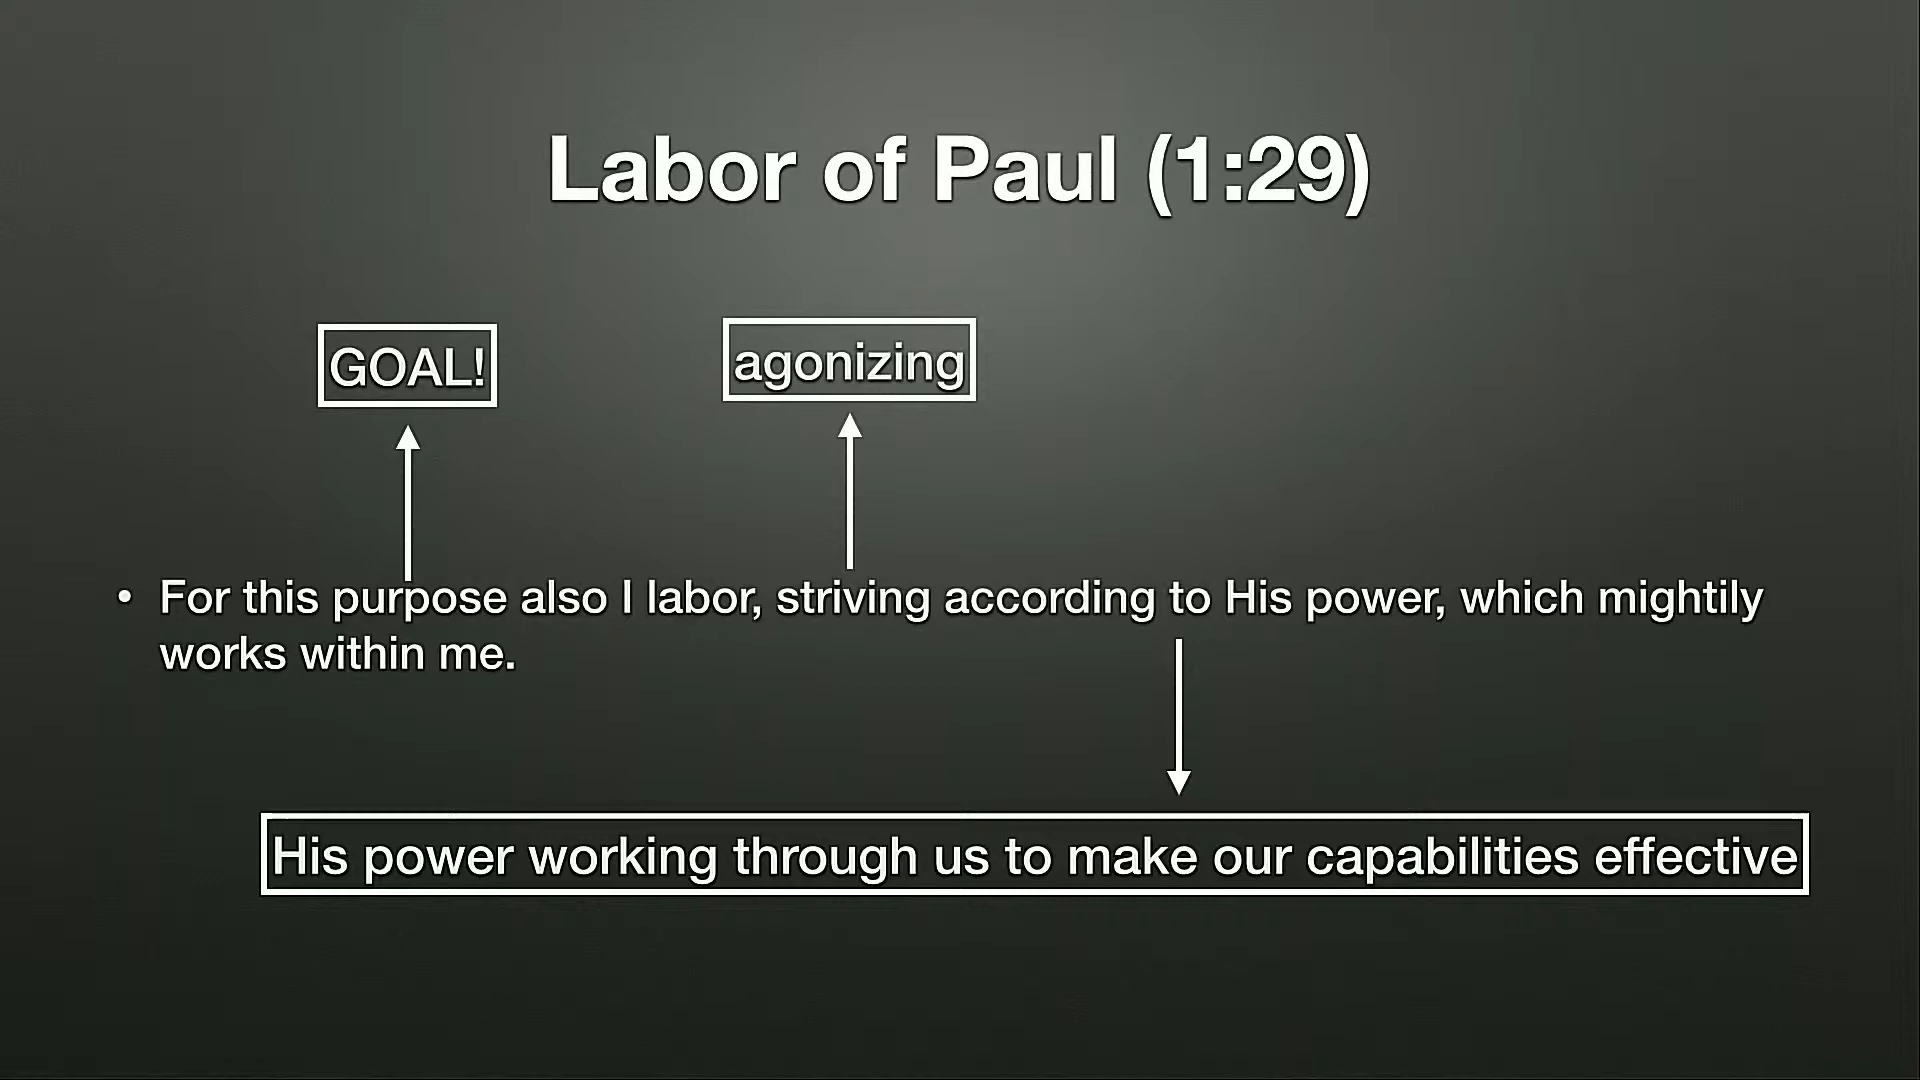 Labor of Paul (1:29)
GOAL!
agonizing
• For this purpose also I labor, striving according to His power, which mightily
works within me.
His power working through us to make our capabilities effective